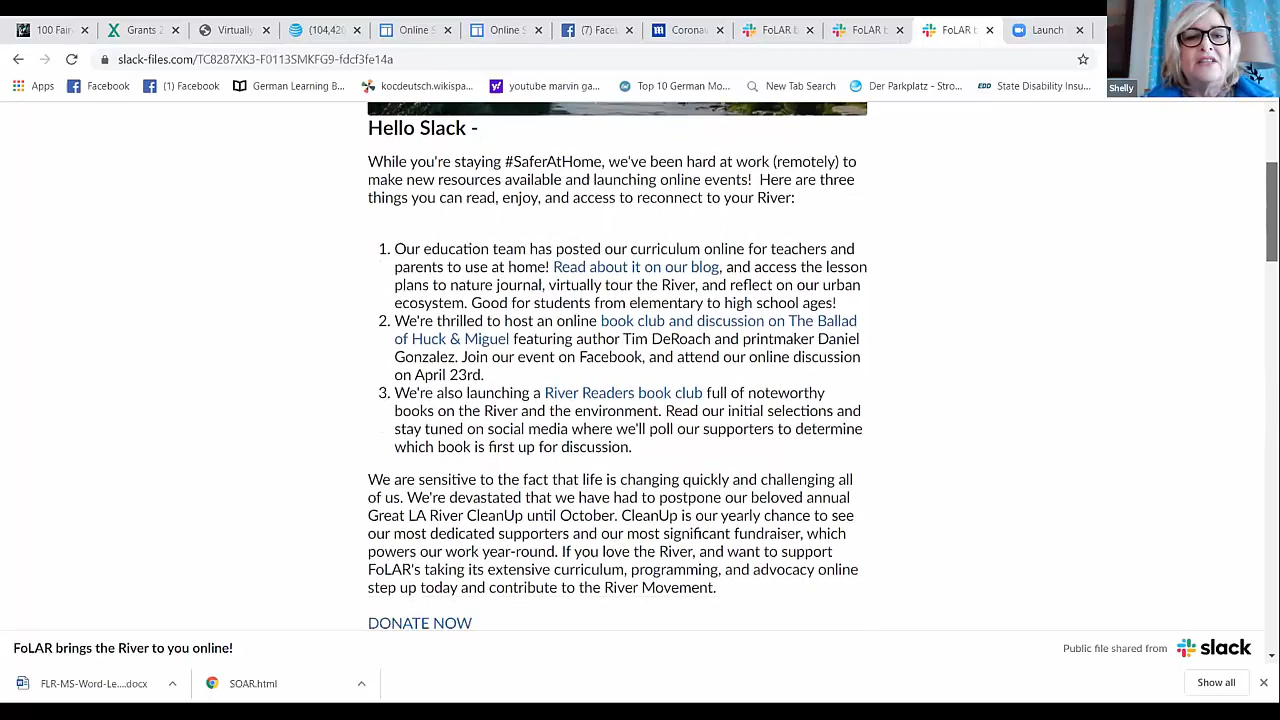 100 Fair
Grants 2
Virtually
(104,42
Online S
Online S
(7) Face
Corona
FoLAR b
FoLAR b
FoLAR b
Launch
slack-files.com/TC8287XK3-F0113SMKFG9-fdcf3fe14a
Apps
Facebook
(1) Facebook
German Learning B...
kocdeutsch.wikispa...
youtube marvin ga...
Top 10 German Mo...
New Tab Search
Der Parkplatz - Stro...
EDD State Disability Insu...
Shelly
Hello Slack -
While you're staying #SaferAtHome, we've been hard at work (remotely) to
make new resources available and launching online events! Here are three
things you can read, enjoy, and access to reconnect to your River:
1. Our education team has posted our curriculum online for teachers and
parents to use at home! Read about it on our blog, and access the lesson
plans to nature journal, virtually tour the River, and reflect on our urban
ecosystem. Good for students from elementary to high school ages!
2. We're thrilled to host an online book club and discussion on The Ballad
of Huck & Miguel featuring author Tim DeRoach and printmaker Daniel
Gonzalez. Join our event on Facebook, and attend our online discussion
on April 23rd.
3. We're also launching a River Readers book club full of noteworthy
books on the River and the environment. Read our initial selections and
stay tuned on social media where we'll poll our supporters to determine
which book is first up for discussion.
We are sensitive to the fact that life is changing quickly and challenging all
of us. We're devastated that we have had to postpone our beloved annual
Great LA River CleanUp until October. CleanUp is our yearly chance to see
our most dedicated supporters and our most significant fundraiser, which
powers our work year-round. If you love the River, and want to support
FoLAR's taking its extensive curriculum, programming, and advocacy online
step up today and contribute to the River Movement.
DONATE NOW
FoLAR brings the River to you online!
Public file shared from slack
FLR-MS-Word-Le....docx
SOAR.html
Show all